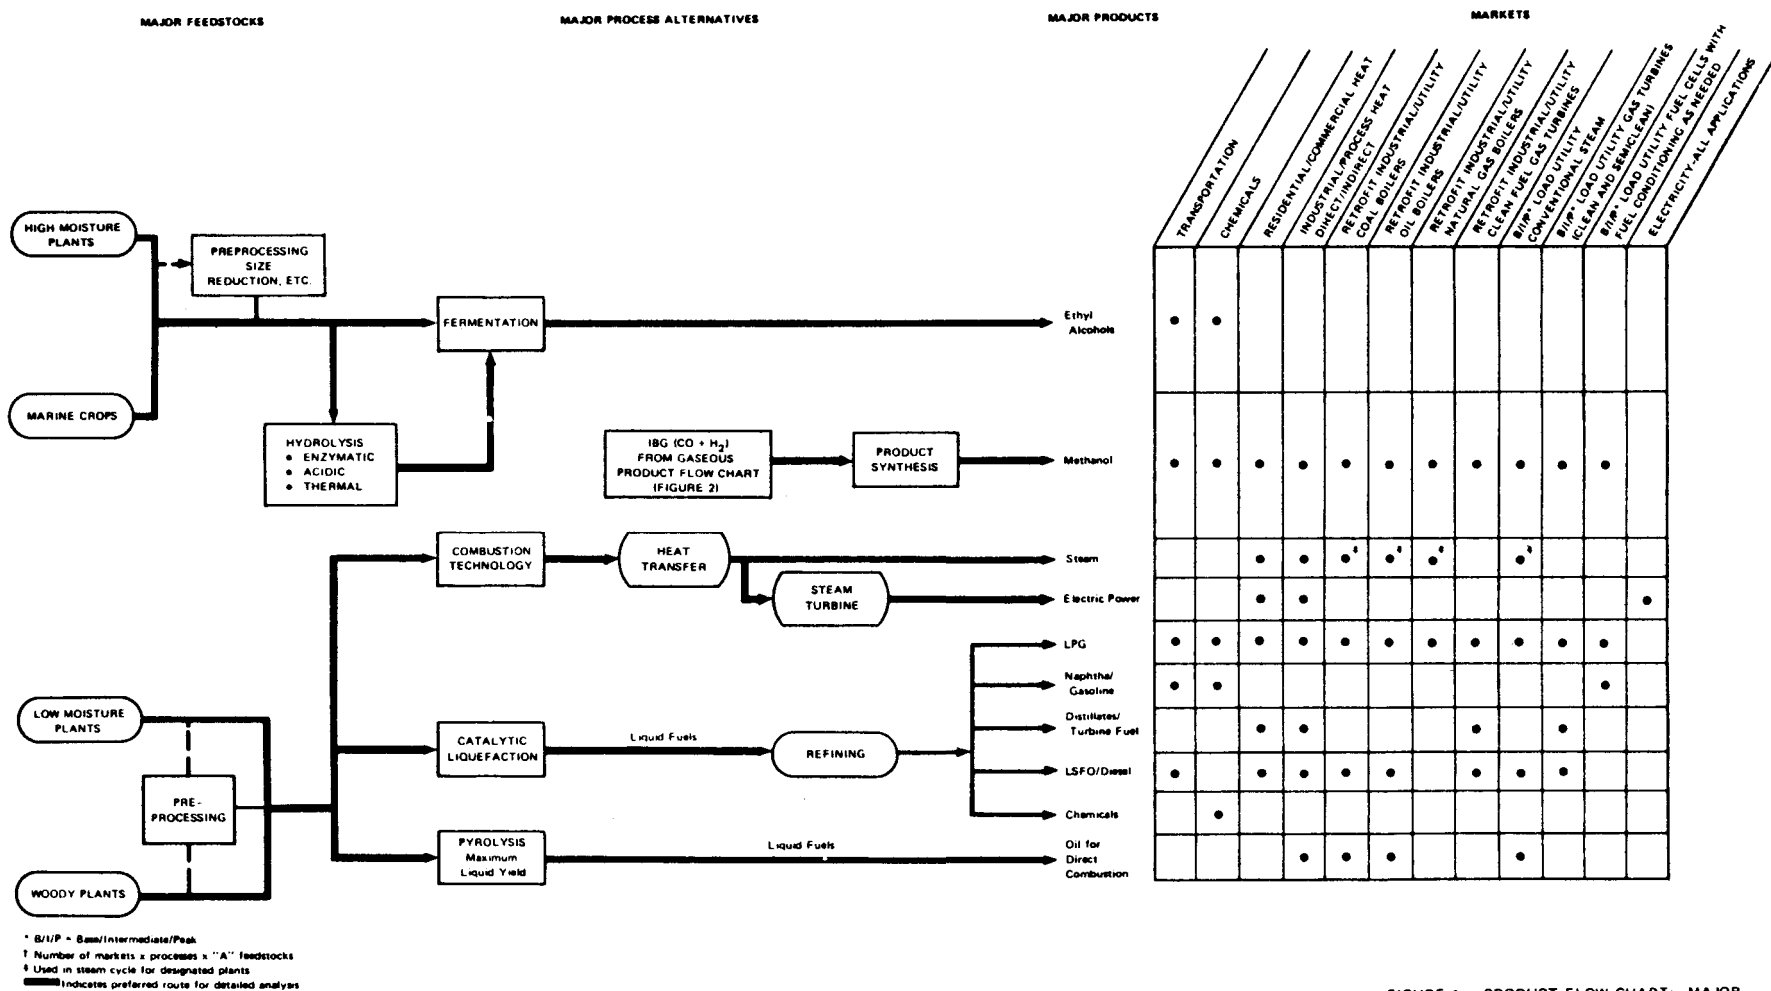 MAJOR FEEDSTOCKS
MAJOR PROCESS ALTERNATIVES
MAJOR PRODUCTS
MARKETS
TRANSPORTATION
CHEMICALS
RESIDENTIAL/COMMERCIAL HEAT
INDUSTRIAL/PROCESS HEAT
DIRECT/INDIRECT
RETROFIT INDUSTRIAL/UTILITY
COAL BOILERS
RETROFIT INDUSTRIAL/UTILITY
OIL BOILERS
RETROFIT INDUSTRIAL/UTILITY
NATURAL GAS BOILERS
RETROFIT INDUSTRIAL/UTILITY
CLEAN FUEL GAS TURBINES
B/I/P* LOAD UTILITY
CONVENTIONAL STEAM
B/I/P* LOAD UTILITY GAS TURBINES
(CLEAN AND SEMICLEAN)
B/I/P* LOAD UTILITY FUEL CELLS WITH
FUEL CONDITIONING AS NEEDED
ELECTRICITY-ALL APPLICATIONS
HIGH MOISTURE
PLANTS
PREPROCESSING
SIZE
REDUCTION, ETC.
FERMENTATION
Ethyl
Alcohols
MARINE CROPS
HYDROLYSIS
● ENZYMATIC
● ACIDIC
● THERMAL
IBG (CO + H2)
FROM GASEOUS
PRODUCT FLOW CHART
(FIGURE 2)
PRODUCT
SYNTHESIS
Methanol
COMBUSTION
TECHNOLOGY
HEAT
TRANSFER
Steam
STEAM
TURBINE
Electric Power
LPG
Naphtha/
Gasoline
LOW MOISTURE
PLANTS
CATALYTIC
LIQUEFACTION
Liquid Fuels
REFINING
Distillates/
Turbine Fuel
LSFO/Diesel
PRE-
PROCESSING
Chemicals
PYROLYSIS
Maximum
Liquid Yield
Liquid Fuels
Oil for
Direct
Combustion
WOODY PLANTS
* B/I/P = Base/Intermediate/Peak
† Number of markets x processes x "A" feedstocks
‡ Used in steam cycle for designated plants
Indicates preferred route for detailed analysis